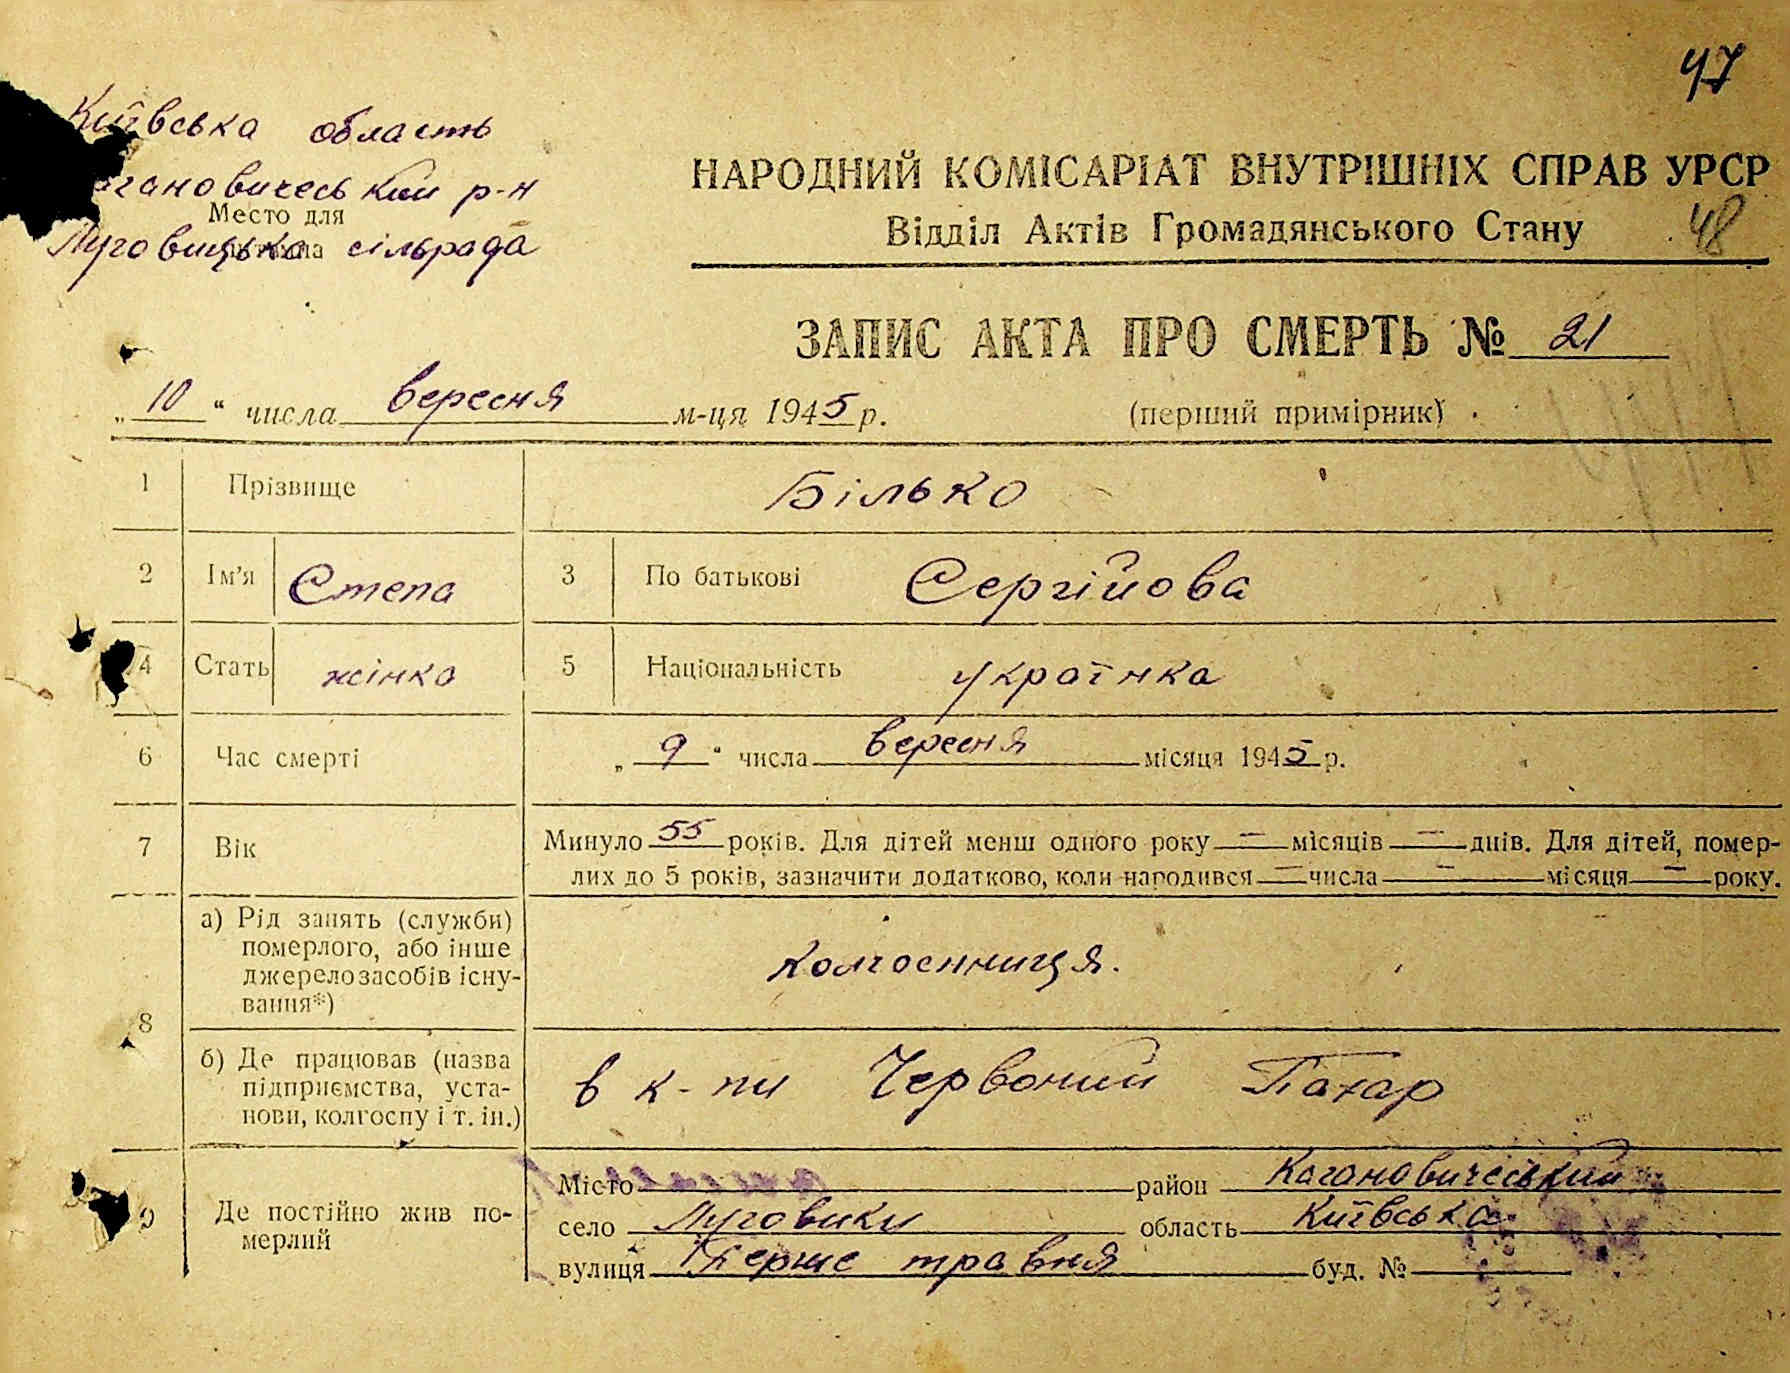 47
Київська область
Кагановичеський р-н
Место для
Луговицька сільрада
НАРОДНИЙ КОМІСАРІАТ ВНУТРІШНІХ СПРАВ УРСР
Відділ Актів Громадянського Стану
48
ЗАПИС АКТА ПРО СМЕРТЬ № 21
„ 10 “ числа вересня м-ця 1945 р. (перший примірник)
1 Прізвище Білько
2 Ім'я Степа 3 По батькові Сергійова
4 Стать жінка 5 Національність українка
6 Час смерті „ 9 “ числа вересня місяця 1945 р.
7 Вік Минуло 55 років. Для дітей менш одного року — місяців — днів. Для дітей, помер-
лих до 5 років, зазначити додатково, коли народився — числа — місяця — року.
8 а) Рід занять (служби)
померлого, або інше
джерело засобів існу-
вання*)
колгоспниця.
б) Де працював (назва
підприємства, уста-
нови, колгоспу і т. ін.)
в к-пи Червоний Пахар
9 Де постійно жив по-
мерлий
Місто район Кагановичеський
село Луговики область Київська
вулиця Перше травня буд. № —